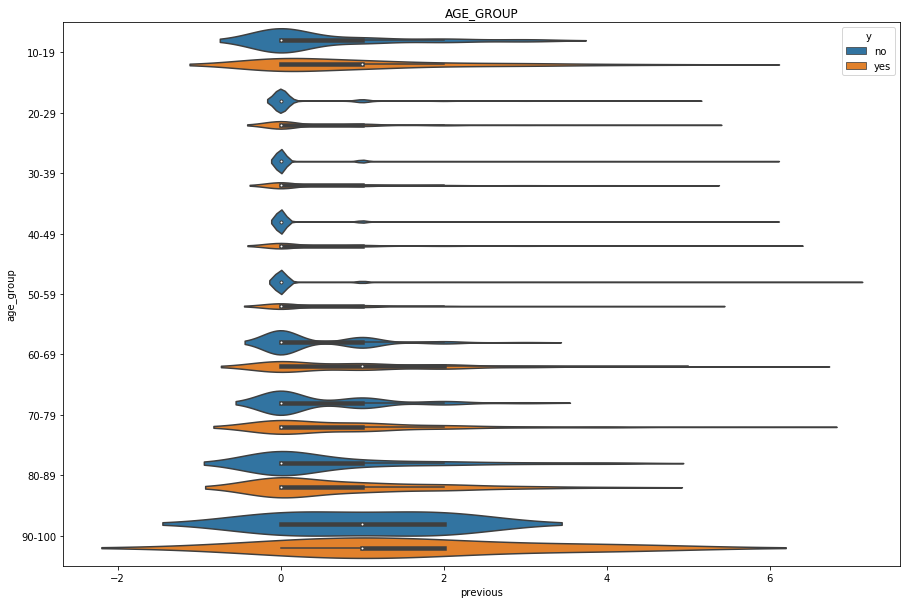 AGE_GROUP
y
no
yes
age_group
10-19
20-29
30-39
40-49
50-59
60-69
70-79
80-89
90-100
−2
0
2
4
6
previous